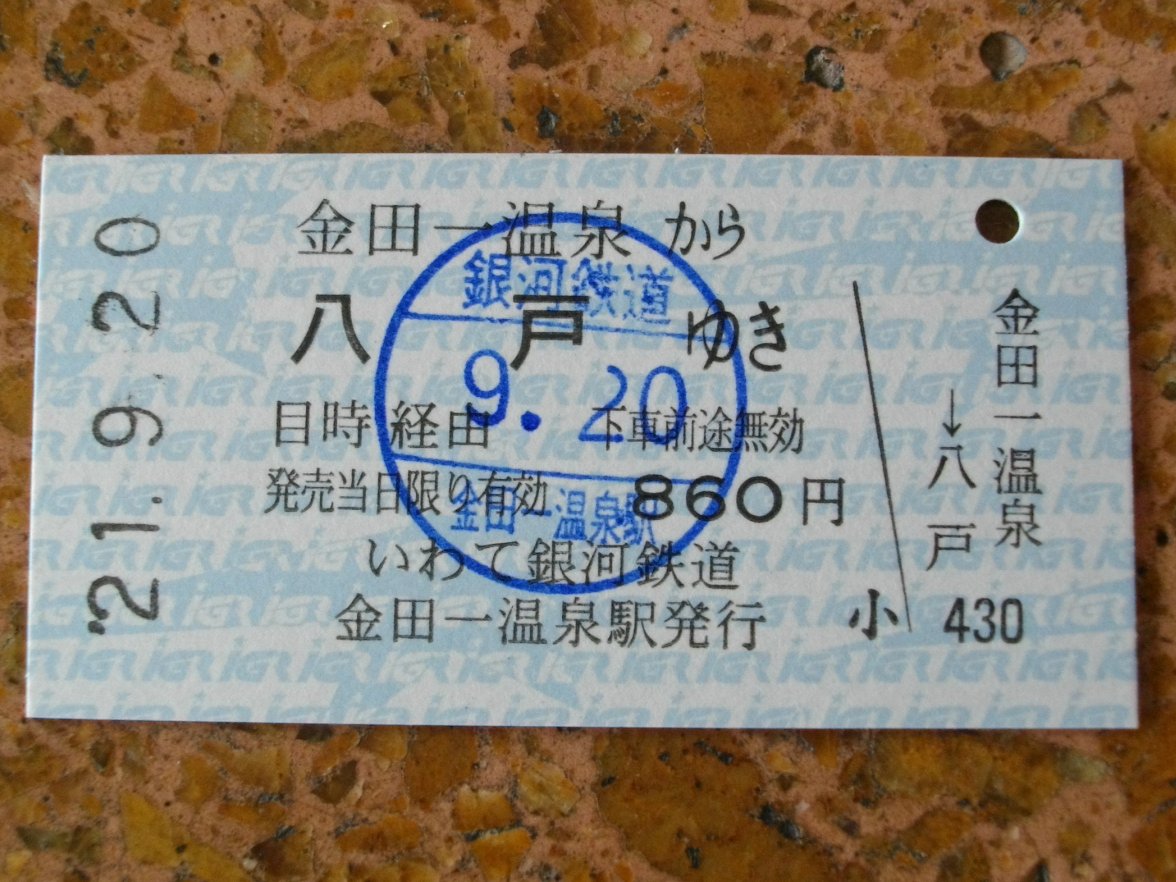 金田一温泉から
八戸ゆき
目時経由 下車前途無効
発売当日限り有効 860円
いわて銀河鉄道
金田一温泉駅発行
小
21.9.20
銀河鉄道
9.20
金田一温泉駅
金田一温泉
→八戸
430